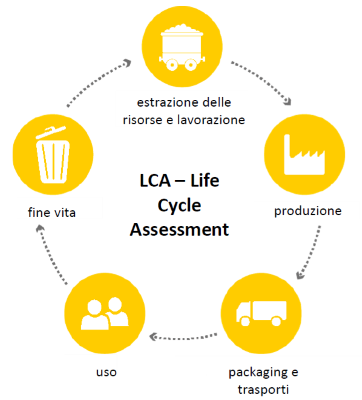 estrazione delle
risorse e lavorazione
LCA – Life
Cycle
Assessment
produzione
packaging e
trasporti
uso
fine vita